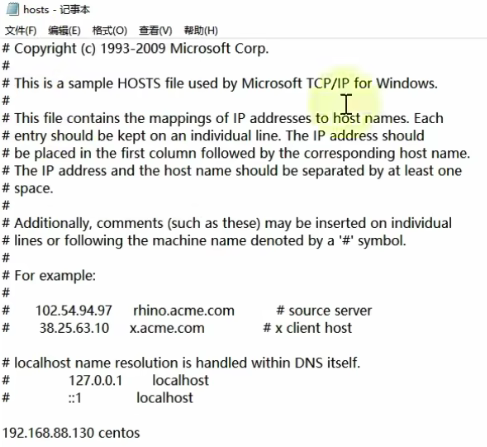 hosts - 记事本
文件(F) 编辑(E) 格式(O) 查看(V) 帮助(H)
# Copyright (c) 1993-2009 Microsoft Corp.
#
# This is a sample HOSTS file used by Microsoft TCP/IP for Windows.
#
# This file contains the mappings of IP addresses to host names. Each
# entry should be kept on an individual line. The IP address should
# be placed in the first column followed by the corresponding host name.
# The IP address and the host name should be separated by at least one
# space.
#
# Additionally, comments (such as these) may be inserted on individual
# lines or following the machine name denoted by a '#' symbol.
#
# For example:
#
#      102.54.94.97     rhino.acme.com          # source server
#       38.25.63.10     x.acme.com              # x client host

# localhost name resolution is handled within DNS itself.
#	127.0.0.1       localhost
#	::1             localhost

192.168.88.130 centos